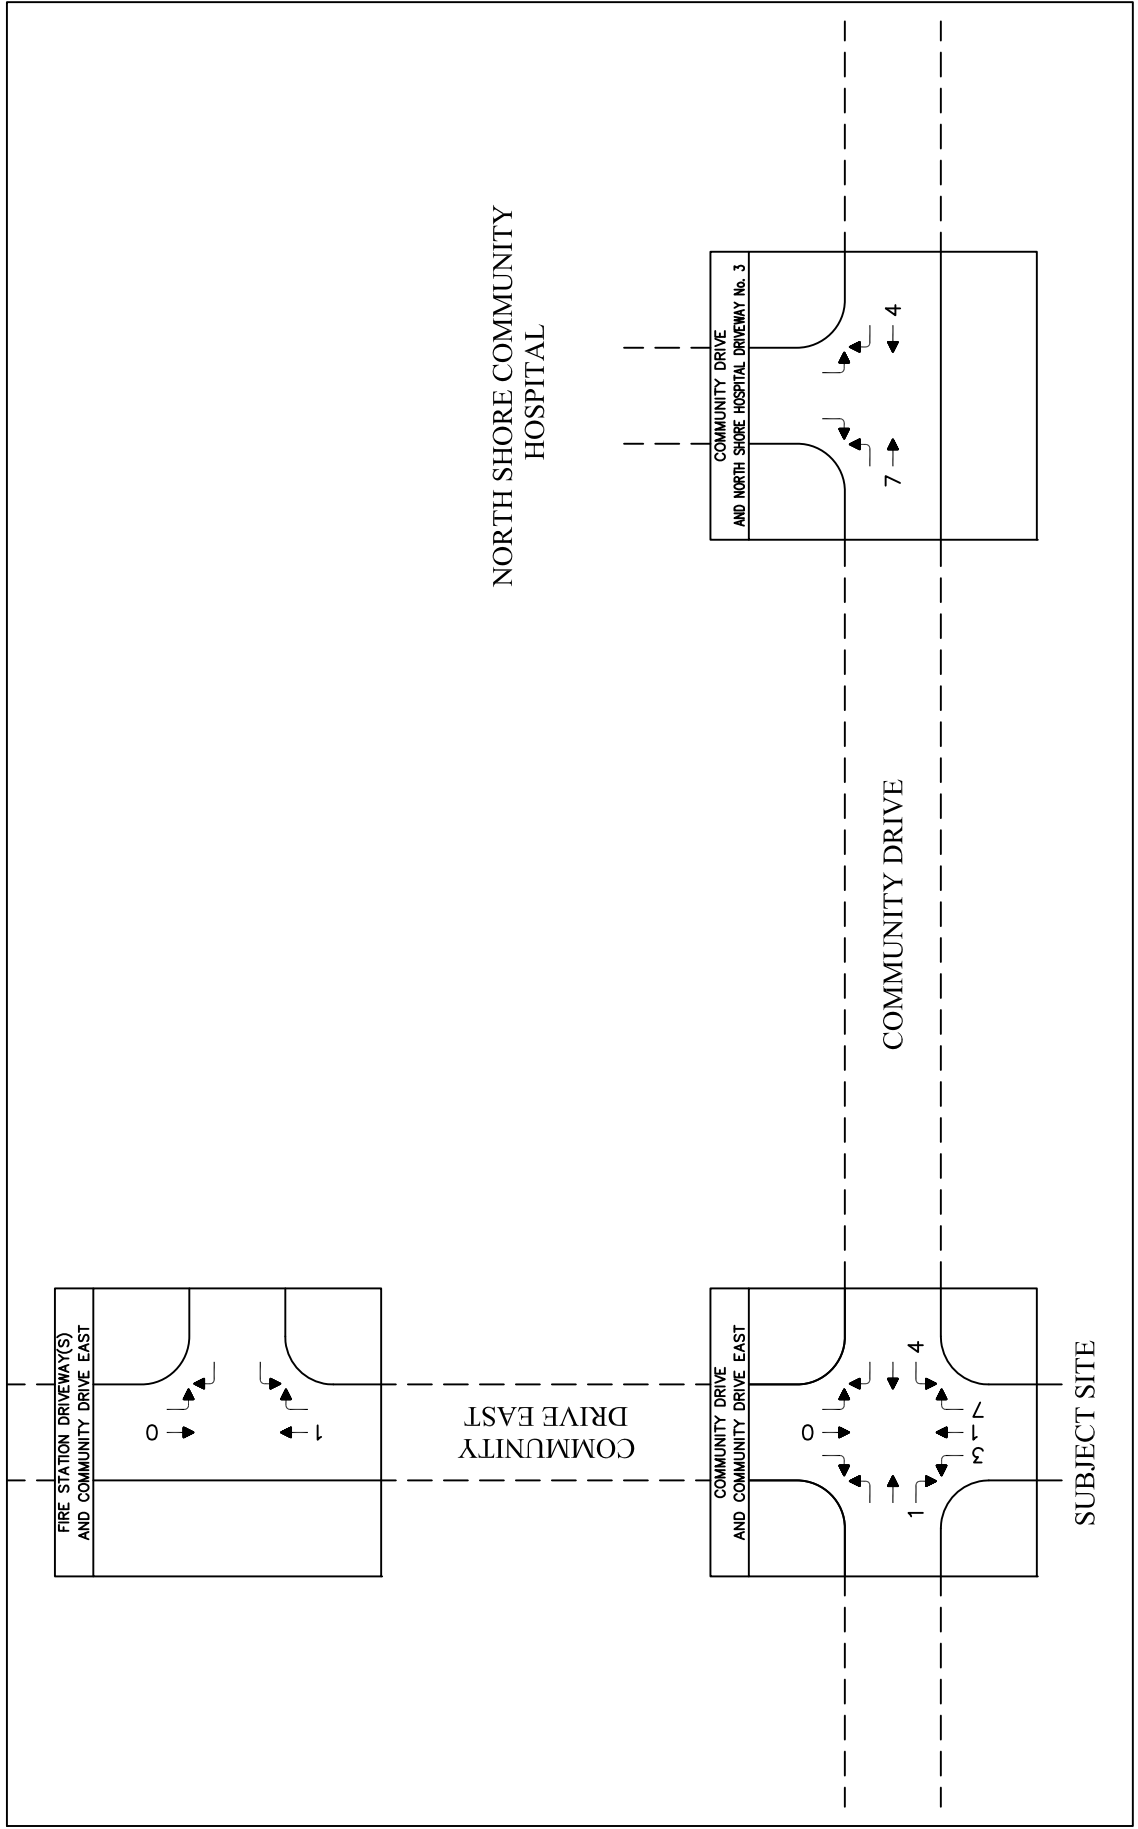 NORTH SHORE COMMUNITY
HOSPITAL
COMMUNITY DRIVE
AND NORTH SHORE HOSPITAL DRIVEWAY No. 3
4
7
COMMUNITY DRIVE
FIRE STATION DRIVEWAY(S)
AND COMMUNITY DRIVE EAST
0
1
COMMUNITY
DRIVE EAST
COMMUNITY DRIVE
AND COMMUNITY DRIVE EAST
0
4
1
7
1
3
SUBJECT SITE